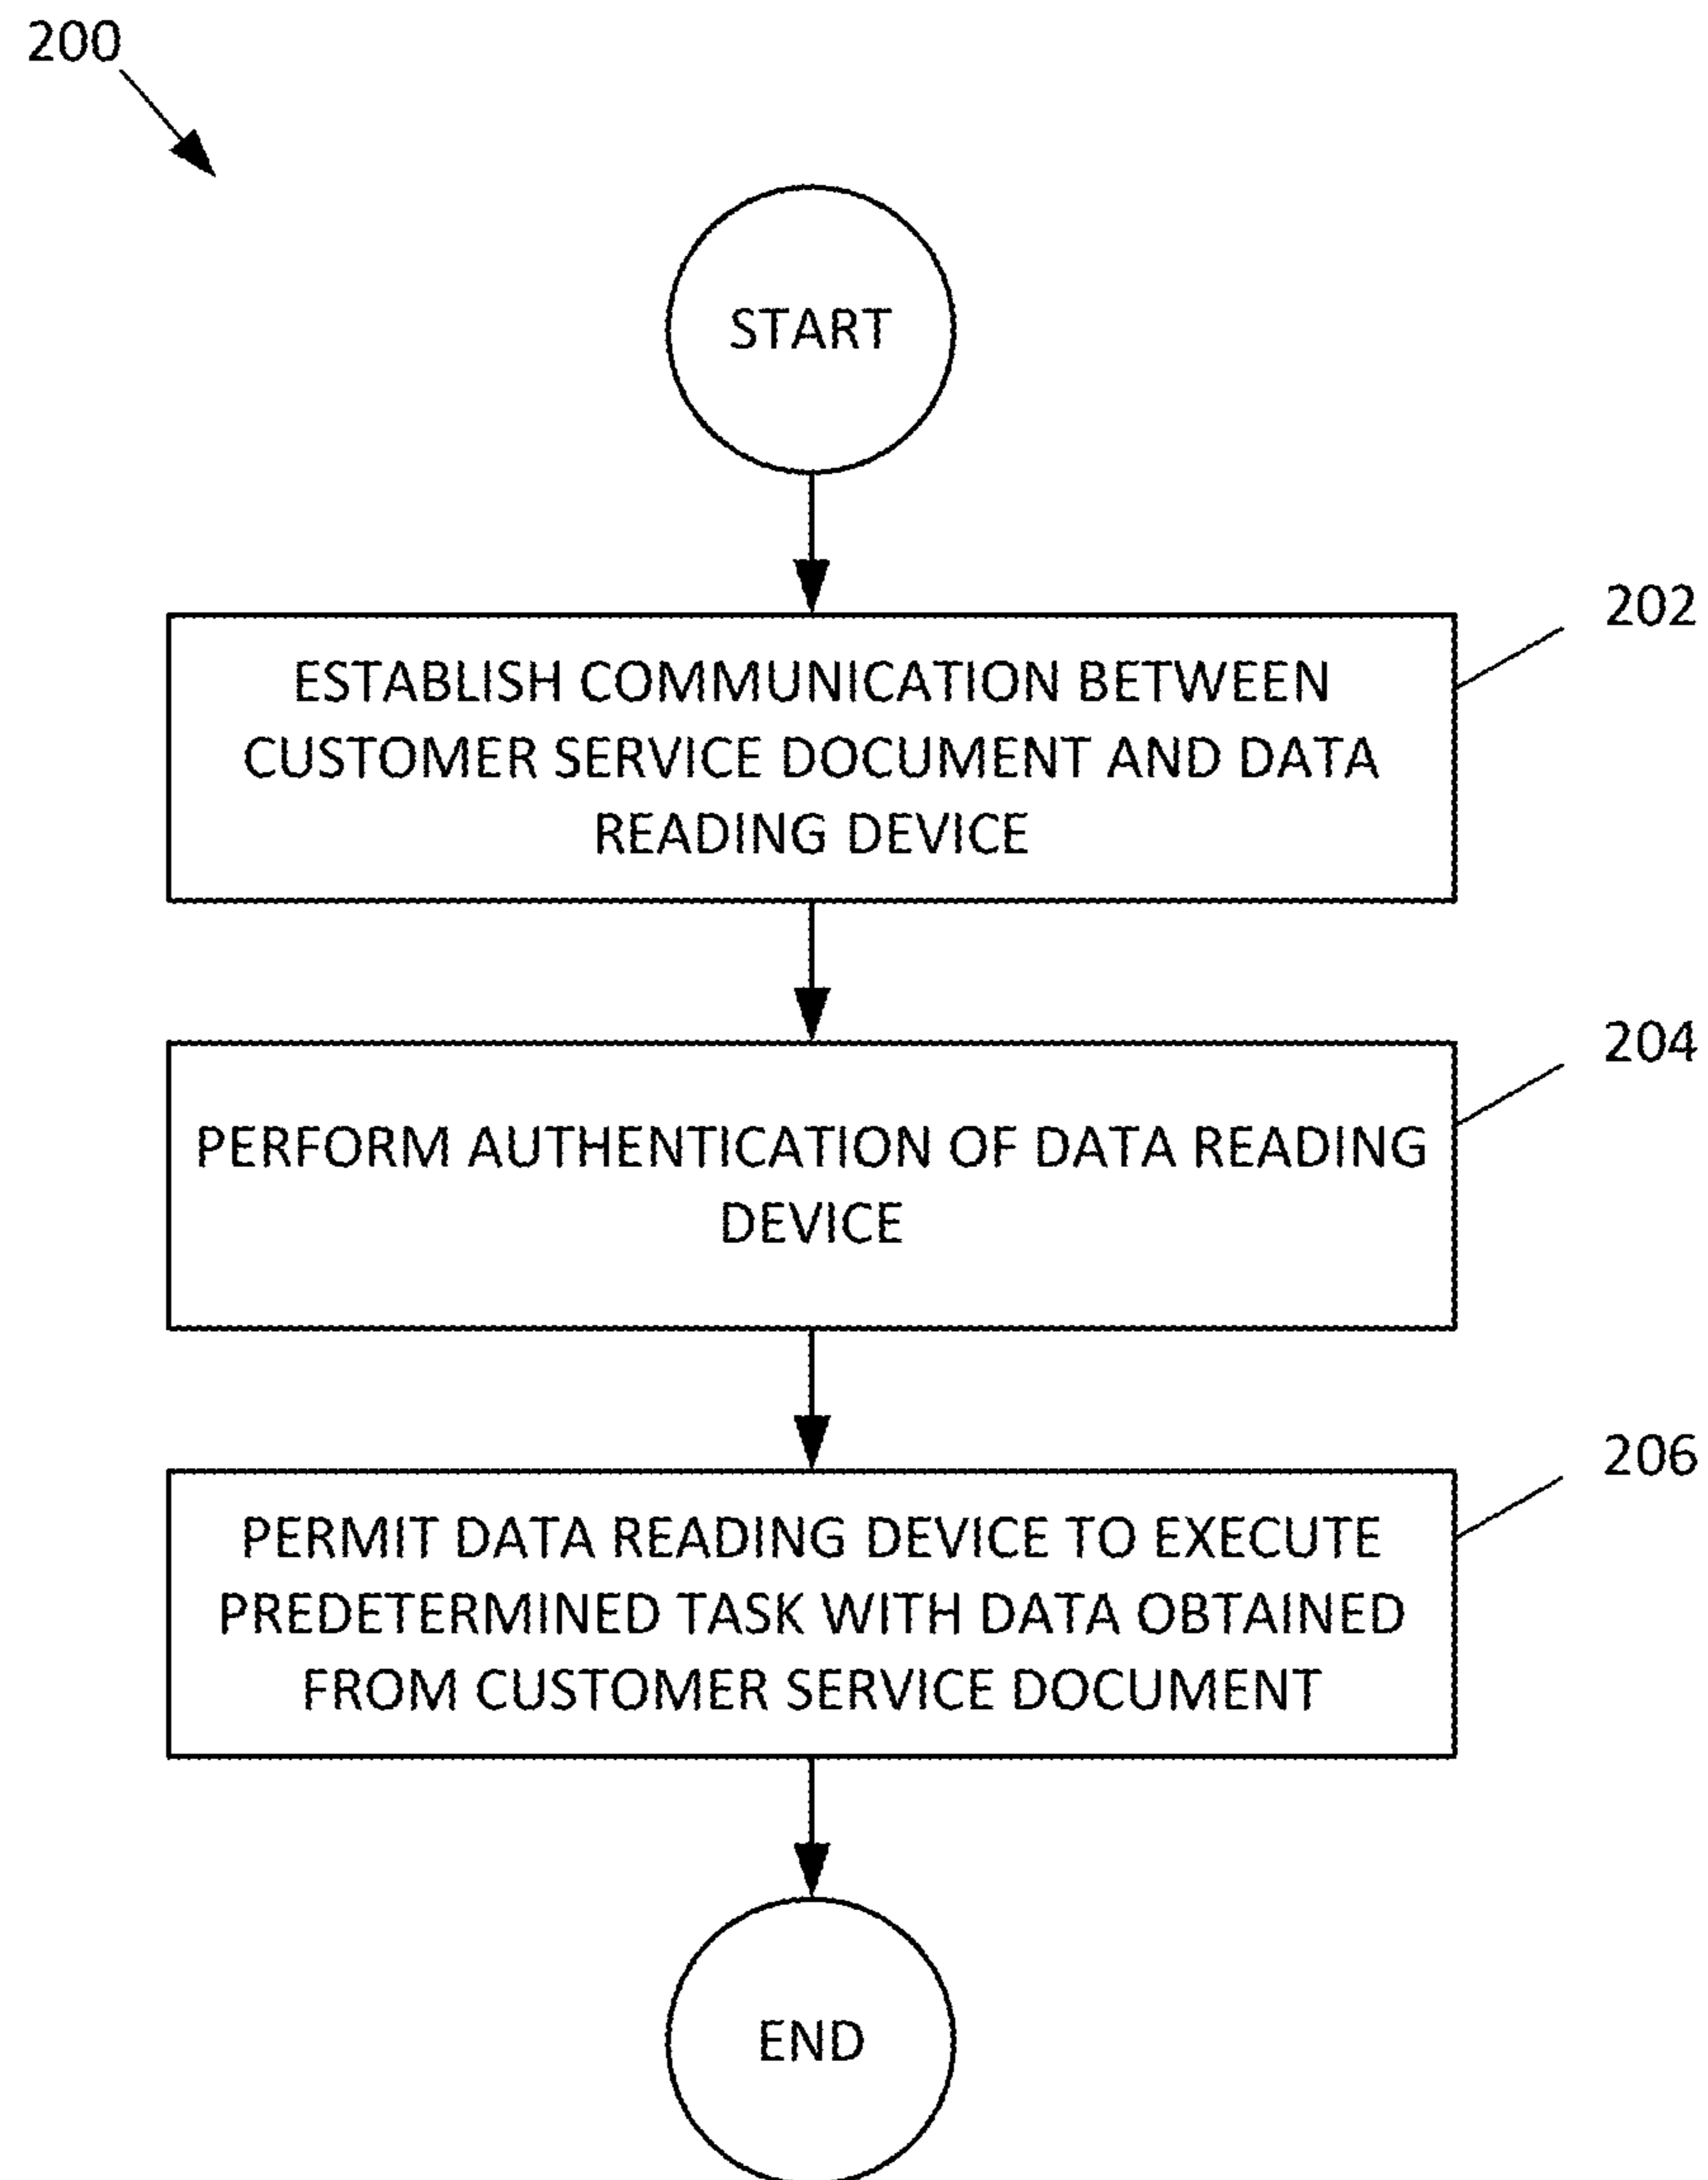 200
START
202
ESTABLISH COMMUNICATION BETWEEN
CUSTOMER SERVICE DOCUMENT AND DATA
READING DEVICE
204
PERFORM AUTHENTICATION OF DATA READING
DEVICE
206
PERMIT DATA READING DEVICE TO EXECUTE
PREDETERMINED TASK WITH DATA OBTAINED
FROM CUSTOMER SERVICE DOCUMENT
END